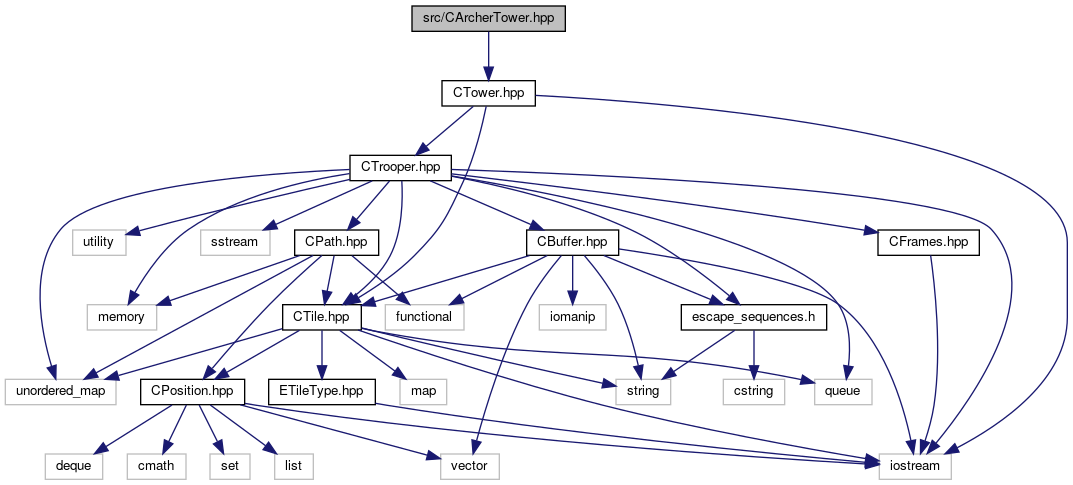 src/CArcherTower.hpp
CTower.hpp
CTrooper.hpp
utility
sstream
CPath.hpp
CBuffer.hpp
CFrames.hpp
memory
CTile.hpp
functional
iomanip
escape_sequences.h
unordered_map
CPosition.hpp
ETileType.hpp
map
string
cstring
queue
deque
cmath
set
list
vector
iostream